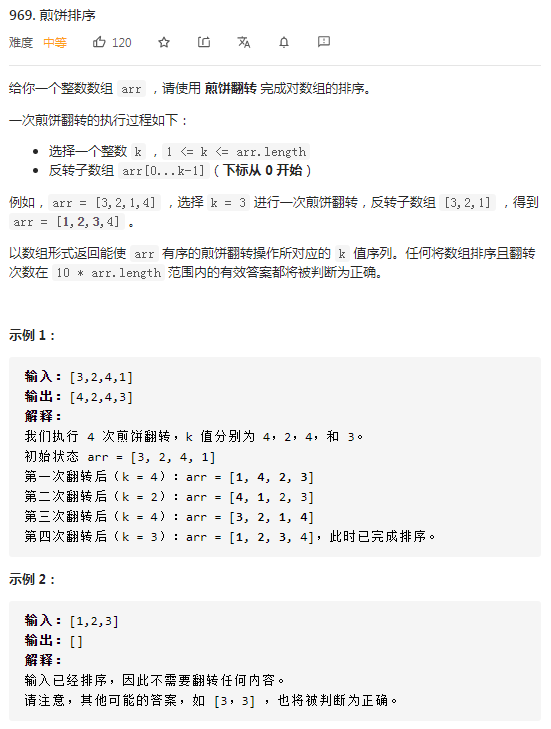 969. 煎饼排序
难度 中等 120
给你一个整数数组 arr ，请使用 煎饼翻转 完成对数组的排序。
一次煎饼翻转的执行过程如下：
选择一个整数 k ，1 <= k <= arr.length
反转子数组 arr[0...k-1]（下标从 0 开始）
例如，arr = [3,2,1,4] ，选择 k = 3 进行一次煎饼翻转，反转子数组 [3,2,1] ，得到
arr = [1,2,3,4] 。
以数组形式返回能使 arr 有序的煎饼翻转操作所对应的 k 值序列。任何将数组排序且翻转
次数在 10 * arr.length 范围内的有效答案都将被判断为正确。
示例 1：
输入：[3,2,4,1]
输出：[4,2,4,3]
解释：
我们执行 4 次煎饼翻转，k 值分别为 4，2，4，和 3。
初始状态 arr = [3, 2, 4, 1]
第一次翻转后（k = 4）：arr = [1, 4, 2, 3]
第二次翻转后（k = 2）：arr = [4, 1, 2, 3]
第三次翻转后（k = 4）：arr = [3, 2, 1, 4]
第四次翻转后（k = 3）：arr = [1, 2, 3, 4]，此时已完成排序。
示例 2：
输入：[1,2,3]
输出：[]
解释：
输入已经排序，因此不需要翻转任何内容。
请注意，其他可能的答案，如 [3，3] ，也将被判断为正确。